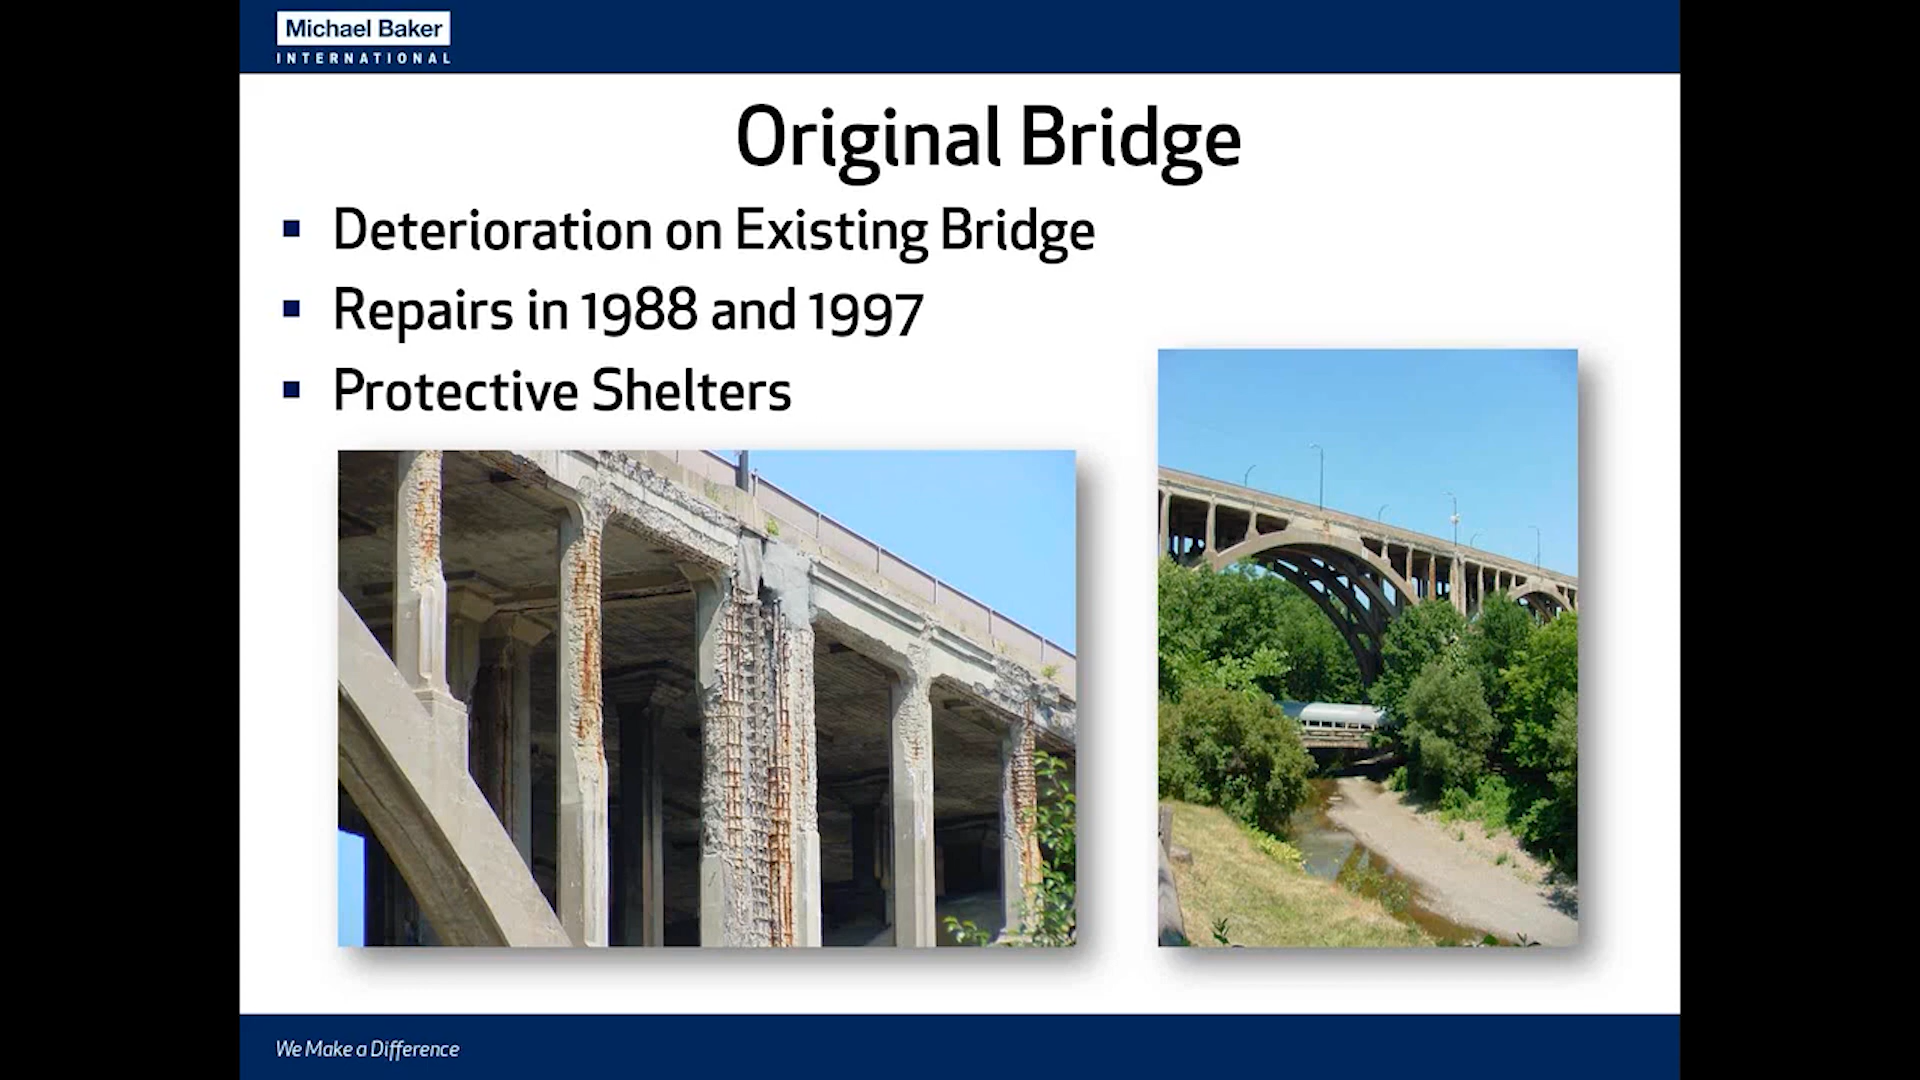 Michael Baker
INTERNATIONAL
Original Bridge
Deterioration on Existing Bridge
Repairs in 1988 and 1997
Protective Shelters
We Make a Difference